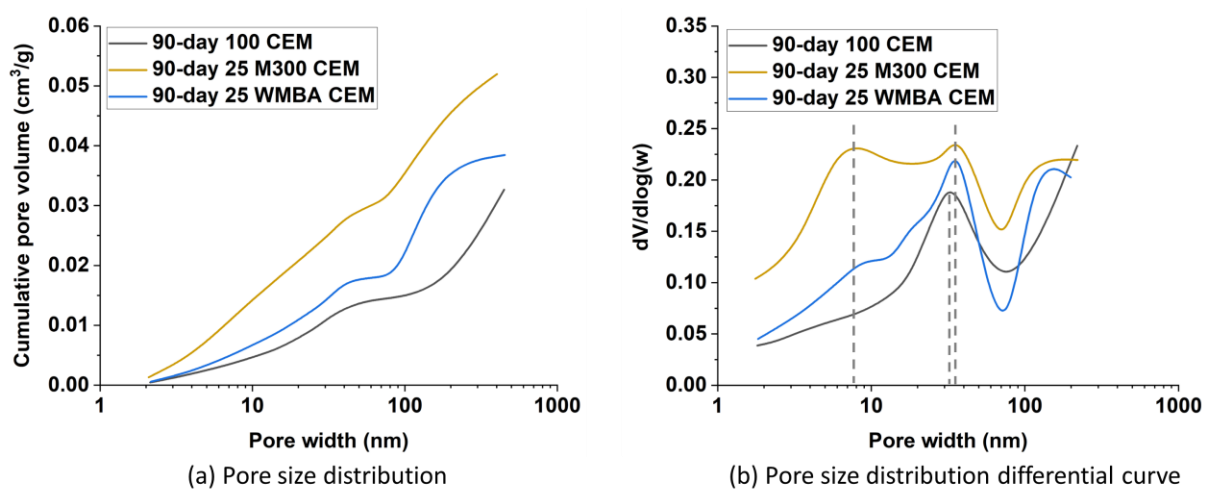 0.06
0.05
0.04
0.03
0.02
0.01
0.00
Cumulative pore volume (cm³/g)
90-day 100 CEM
90-day 25 M300 CEM
90-day 25 WMBA CEM
1
10
100
1000
Pore width (nm)
(a) Pore size distribution
0.35
0.30
0.25
0.20
0.15
0.10
0.05
0.00
dV/dlog(w)
90-day 100 CEM
90-day 25 M300 CEM
90-day 25 WMBA CEM
1
10
100
1000
Pore width (nm)
(b) Pore size distribution differential curve